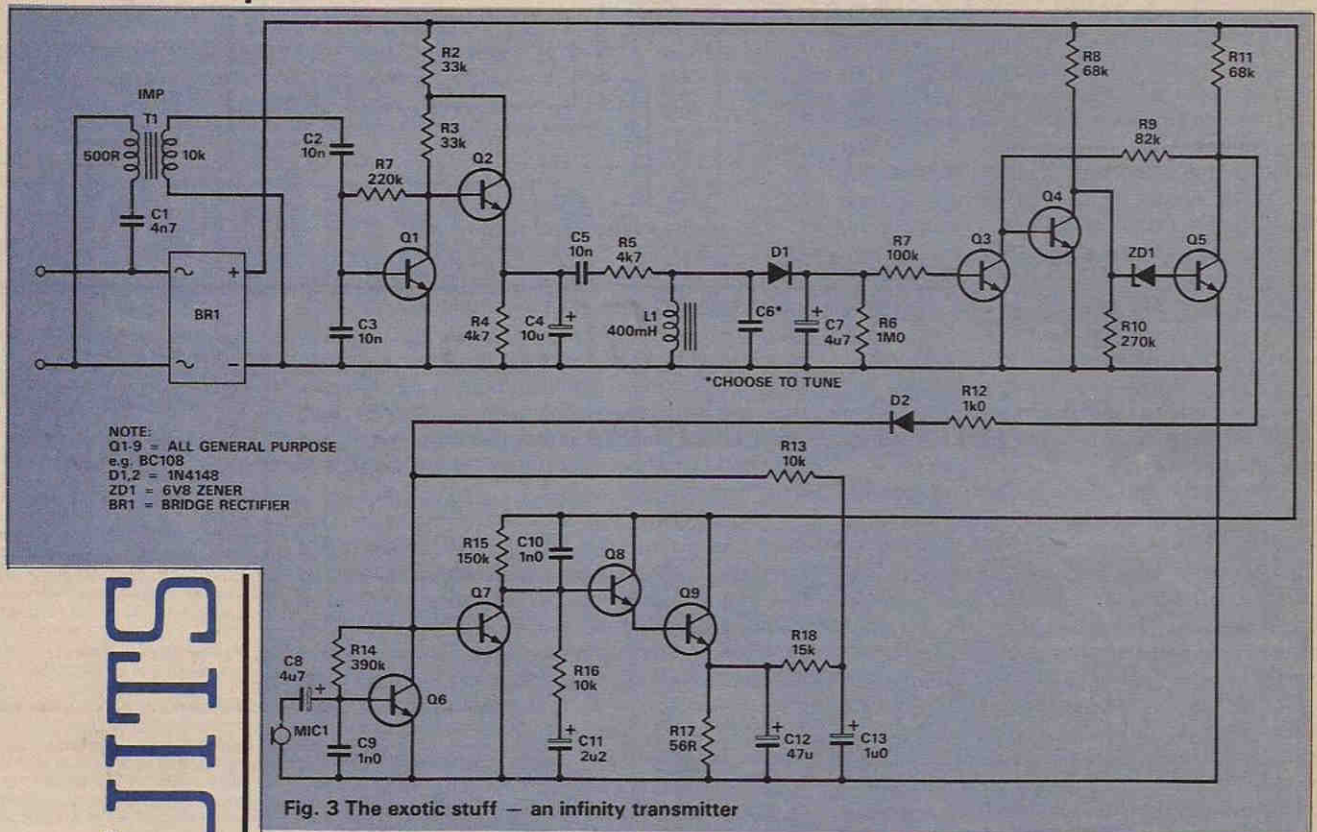 IMP
T1
500R
10k
C1
4n7
BR1
+
−
C2
10n
R7
220k
C3
10n
Q1
R2
33k
R3
33k
Q2
R4
4k7
C4
10u
+
C5
10n
R5
4k7
L1
400mH
C6*
*CHOOSE TO TUNE
D1
C7
4u7
+
R6
1M0
R7
100k
Q3
Q4
R8
68k
R9
82k
R11
68k
ZD1
Q5
R10
270k
D2
R12
1k0
R13
10k
NOTE:
Q1-9 = ALL GENERAL PURPOSE
e.g. BC108
D1,2 = 1N4148
ZD1 = 6V8 ZENER
BR1 = BRIDGE RECTIFIER
R15
150k
C10
1n0
Q8
Q7
Q9
R14
390k
C8
4u7
+
MIC1
C9
1n0
Q6
R16
10k
C11
2u2
+
R17
56R
R18
15k
C12
47u
+
C13
1u0
+
Fig. 3 The exotic stuff — an infinity transmitter
UITS